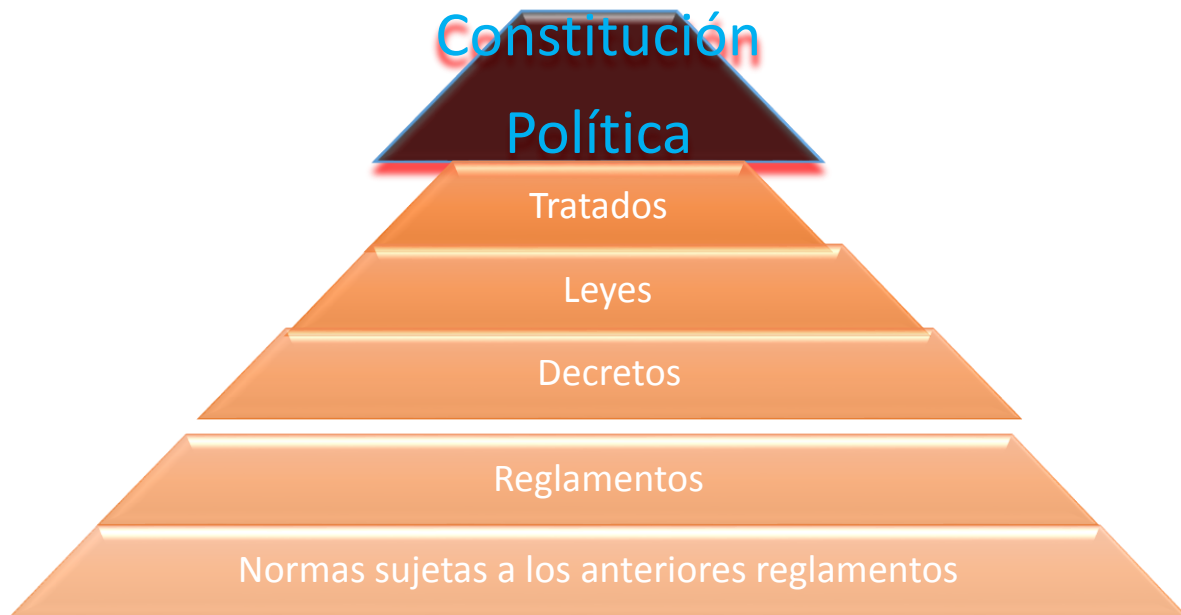 Constitución
Política
Tratados
Leyes
Decretos
Reglamentos
Normas sujetas a los anteriores reglamentos